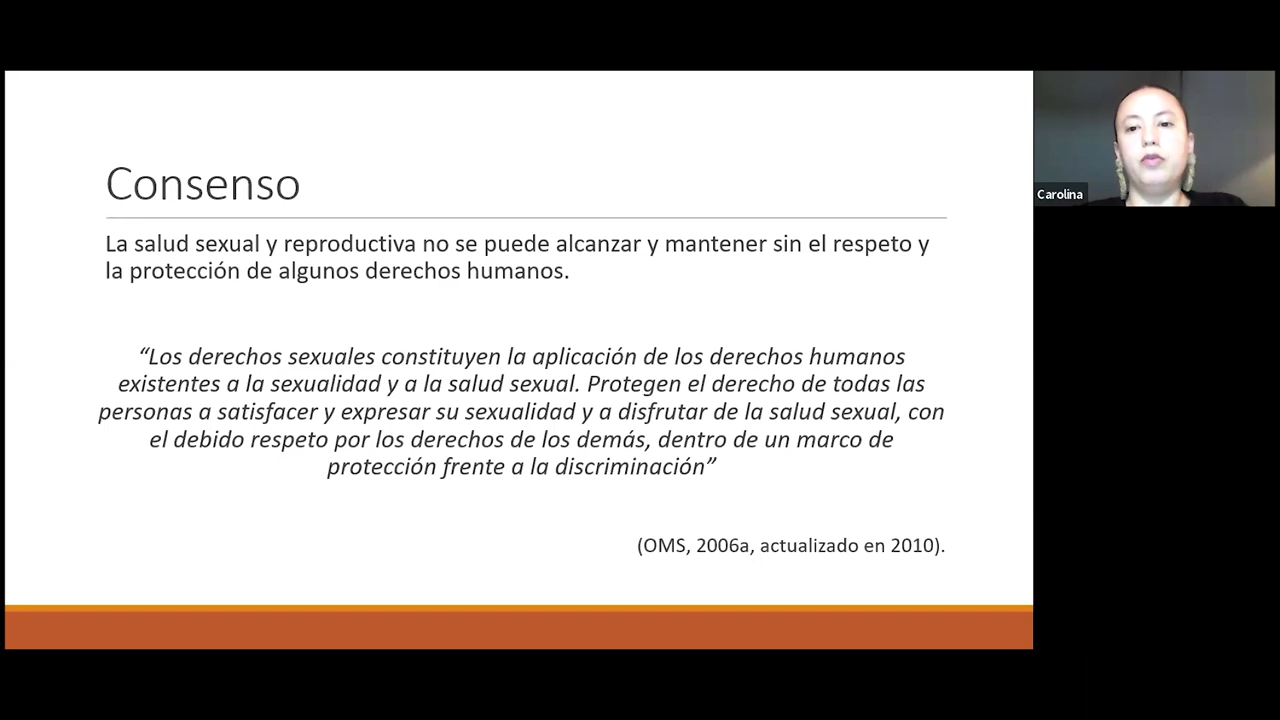 Consenso
La salud sexual y reproductiva no se puede alcanzar y mantener sin el respeto y
la protección de algunos derechos humanos.
“Los derechos sexuales constituyen la aplicación de los derechos humanos
existentes a la sexualidad y a la salud sexual. Protegen el derecho de todas las
personas a satisfacer y expresar su sexualidad y a disfrutar de la salud sexual, con
el debido respeto por los derechos de los demás, dentro de un marco de
protección frente a la discriminación”
(OMS, 2006a, actualizado en 2010).
Carolina